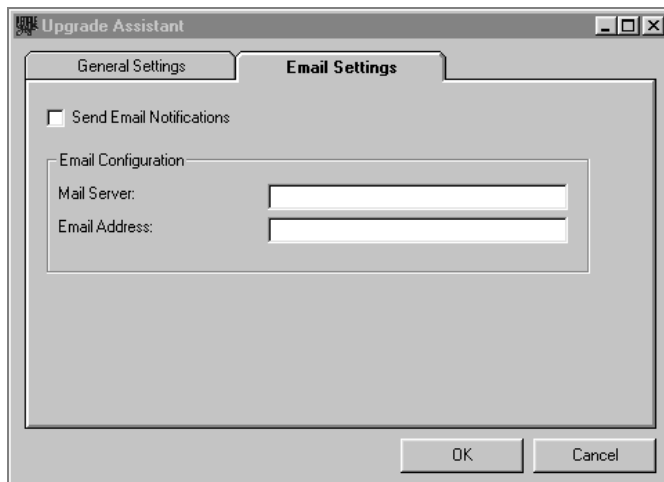 Upgrade Assistant
General Settings
Email Settings
Send Email Notifications
Email Configuration
Mail Server:
Email Address:
OK
Cancel